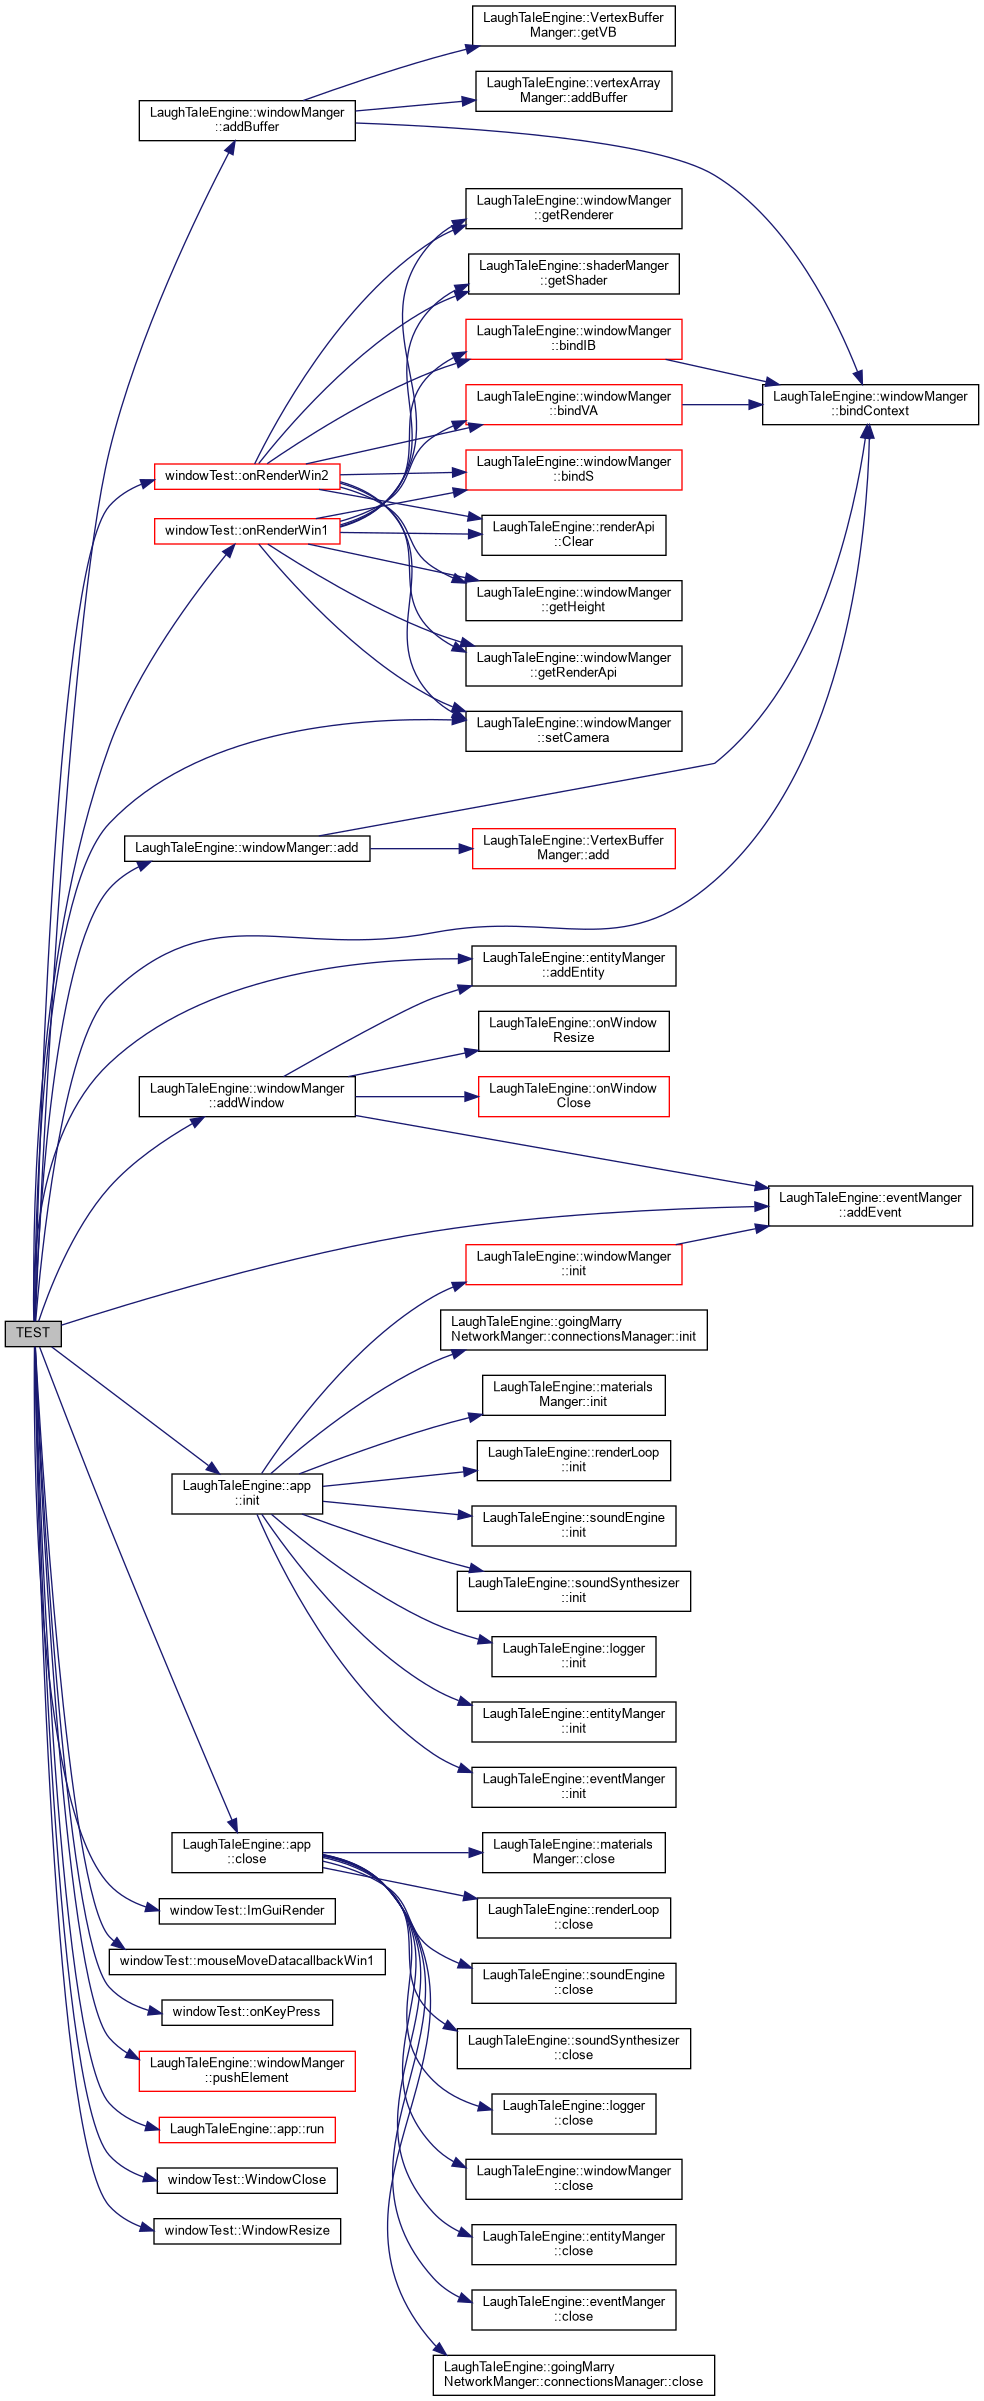 LaughTaleEngine::VertexBuffer
Manger::getVB
LaughTaleEngine::vertexArray
Manger::addBuffer
LaughTaleEngine::windowManger
::addBuffer
LaughTaleEngine::windowManger
::getRenderer
LaughTaleEngine::shaderManger
::getShader
LaughTaleEngine::windowManger
::bindIB
LaughTaleEngine::windowManger
::bindVA
LaughTaleEngine::windowManger
::bindContext
windowTest::onRenderWin2
LaughTaleEngine::windowManger
::bindS
windowTest::onRenderWin1
LaughTaleEngine::renderApi
::Clear
LaughTaleEngine::windowManger
::getHeight
LaughTaleEngine::windowManger
::getRenderApi
LaughTaleEngine::windowManger
::setCamera
LaughTaleEngine::windowManger::add
LaughTaleEngine::VertexBuffer
Manger::add
LaughTaleEngine::entityManger
::addEntity
LaughTaleEngine::onWindow
Resize
LaughTaleEngine::windowManger
::addWindow
LaughTaleEngine::onWindow
Close
LaughTaleEngine::eventManger
::addEvent
LaughTaleEngine::windowManger
::init
TEST
LaughTaleEngine::goingMarry
NetworkManger::connectionsManager::init
LaughTaleEngine::materials
Manger::init
LaughTaleEngine::renderLoop
::init
LaughTaleEngine::app
::init
LaughTaleEngine::soundEngine
::init
LaughTaleEngine::soundSynthesizer
::init
LaughTaleEngine::logger
::init
LaughTaleEngine::entityManger
::init
LaughTaleEngine::eventManger
::init
LaughTaleEngine::app
::close
LaughTaleEngine::materials
Manger::close
windowTest::ImGuiRender
LaughTaleEngine::renderLoop
::close
windowTest::mouseMoveDatacallbackWin1
LaughTaleEngine::soundEngine
::close
windowTest::onKeyPress
LaughTaleEngine::soundSynthesizer
::close
LaughTaleEngine::windowManger
::pushElement
LaughTaleEngine::logger
::close
LaughTaleEngine::app::run
LaughTaleEngine::windowManger
::close
windowTest::WindowClose
windowTest::WindowResize
LaughTaleEngine::entityManger
::close
LaughTaleEngine::eventManger
::close
LaughTaleEngine::goingMarry
NetworkManger::connectionsManager::close